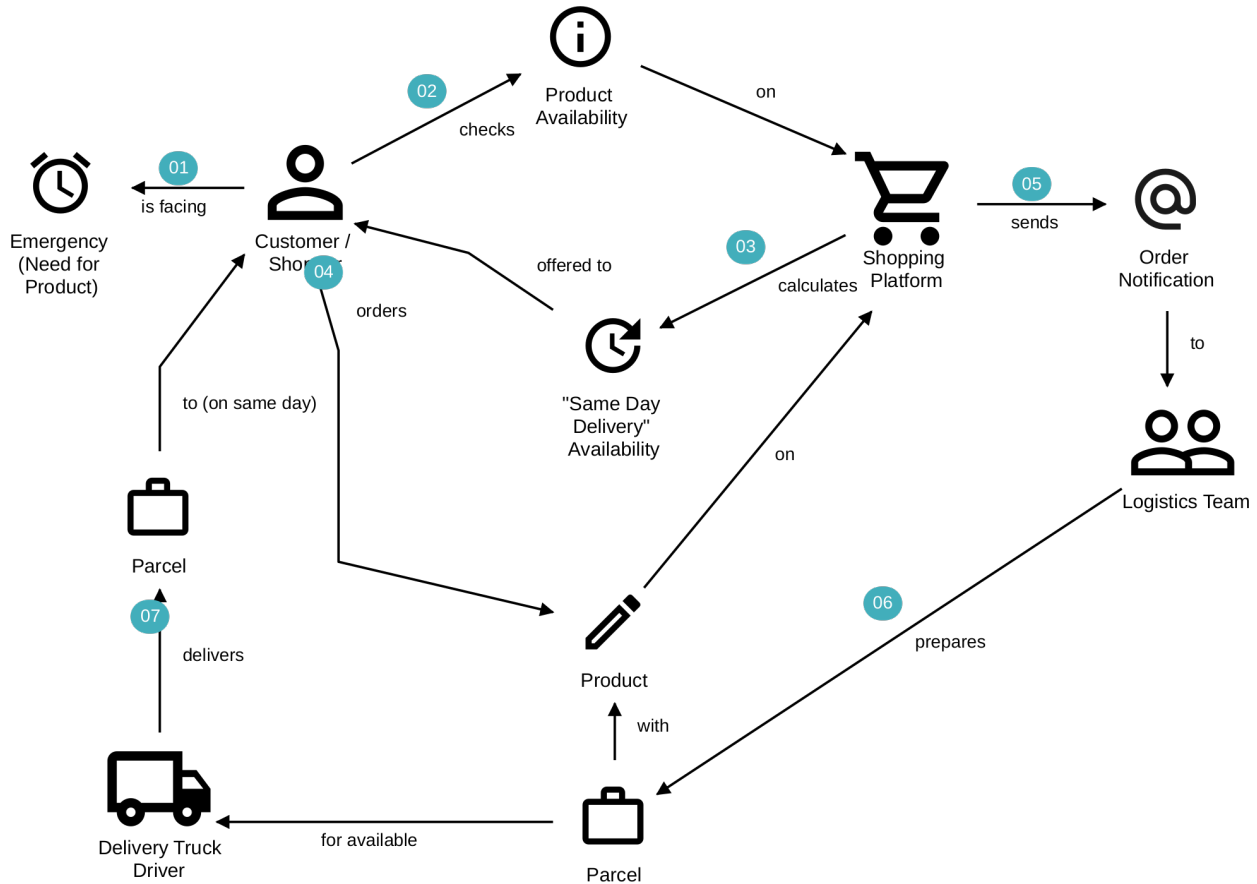 02
checks
Product
Availability
on
01
is facing
Emergency
(Need for
Product)
Customer /
04
orders
offered to
03
calculates
Shopping
Platform
05
sends
Order
Notification
to
"Same Day
Delivery"
Availability
to (on same day)
on
Logistics Team
Parcel
06
prepares
07
delivers
Product
with
Delivery Truck
Driver
for available
Parcel